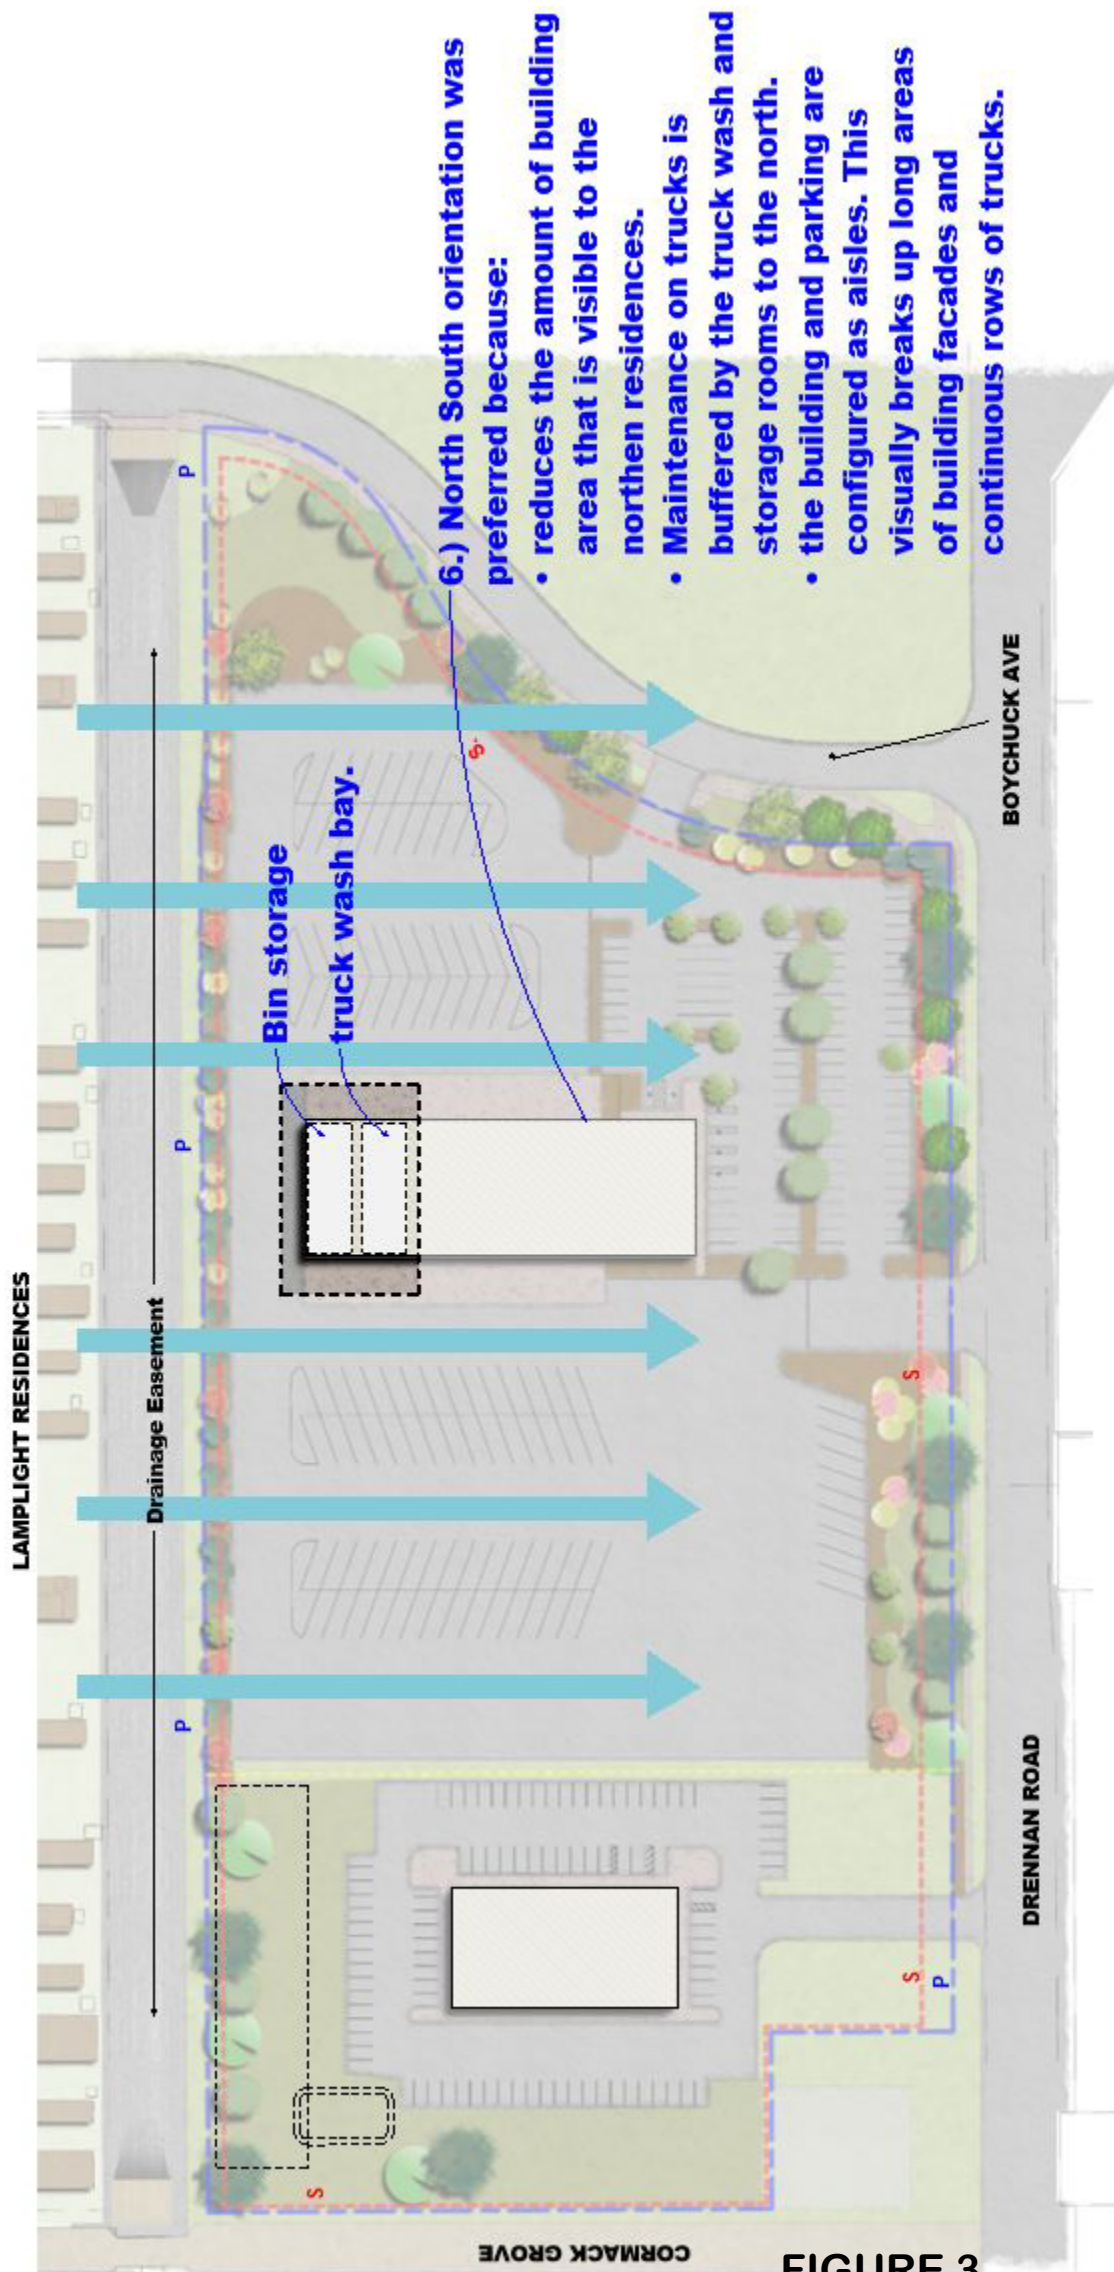 LAMPLIGHT RESIDENCES
Drainage Easement
P
P
P
Bin storage
truck wash bay.
6.) North South orientation was
preferred because:
• reduces the amount of building
area that is visible to the
northen residences.
• Maintenance on trucks is
buffered by the truck wash and
storage rooms to the north.
• the building and parking are
configured as aisles. This
visually breaks up long areas
of building facades and
continuous rows of trucks.
S
S
S
S
P
CORMACK GROVE
DRENNAN ROAD
BOYCHUCK AVE
FIGURE 3